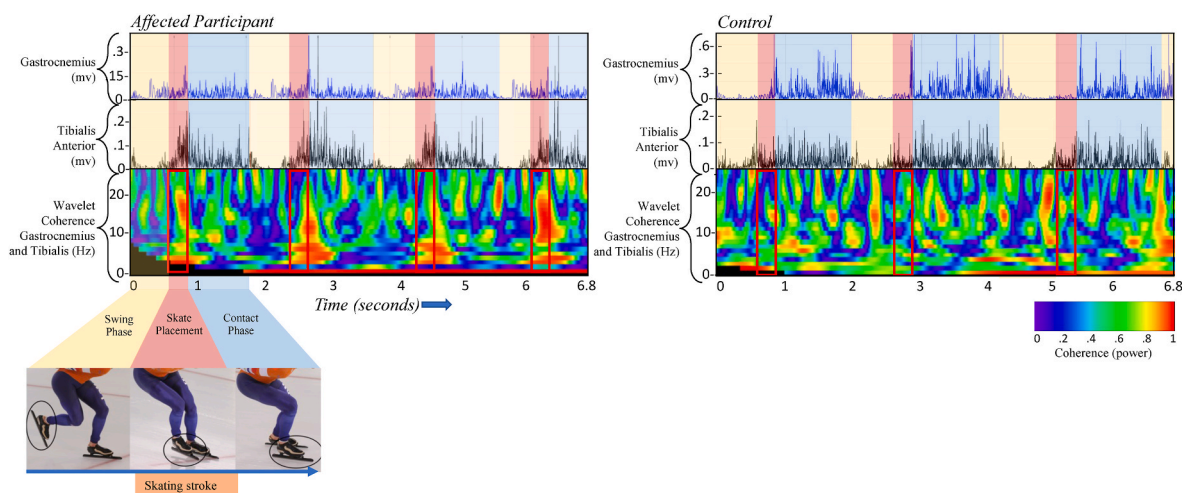 Affected Participant
Gastrocnemius
(mv)
.3
.15
0
Tibialis
Anterior
(mv)
.2
.1
0
Wavelet
Coherence
Gastrocnemius
and Tibialis (Hz)
20
10
0
0 1 2 3 4 5 6 6.8
Time (seconds)
Swing
Phase
Skate
Placement
Contact
Phase
Skating stroke
Control
Gastrocnemius
(mv)
.6
.3
0
Tibialis
Anterior
(mv)
.2
.1
0
Wavelet
Coherence
Gastrocnemius
and Tibialis (Hz)
20
10
0
0 1 2 3 4 5 6 6.8
0 .2 .4 .6 .8 1
Coherence (power)